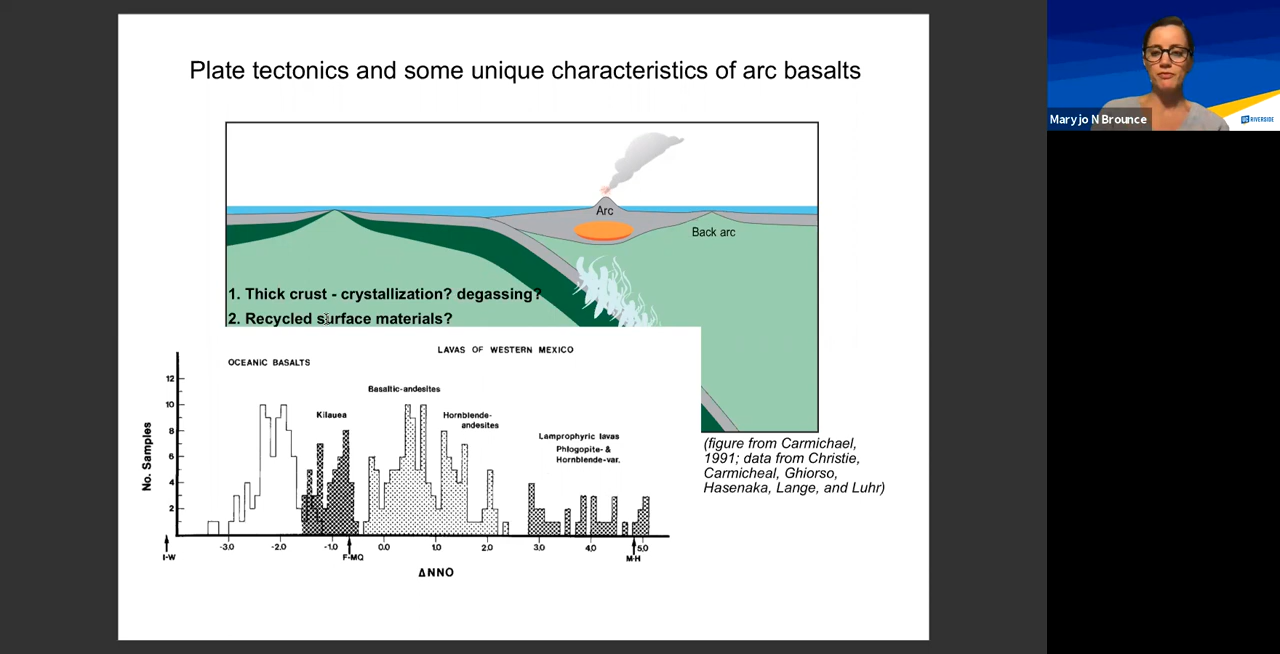 Plate tectonics and some unique characteristics of arc basalts
Arc
Back arc
1. Thick crust - crystallization? degassing?
2. Recycled surface materials?
LAVAS OF WESTERN MEXICO
OCEANIC BASALTS
Basaltic-andesites
Kilauea
Hornblende-
andesites
Lamprophyric lavas
Phlogopite- &
Hornblende-var.
No. Samples
12
10
8
6
4
2
-3.0 -2.0 -1.0 0.0 1.0 2.0 3.0 4.0 5.0
I-W F-MQ M-H
ΔNNO
(figure from Carmichael,
1991; data from Christie,
Carmicheal, Ghiorso,
Hasenaka, Lange, and Luhr)
Maryjo N Brounce
UC RIVERSIDE